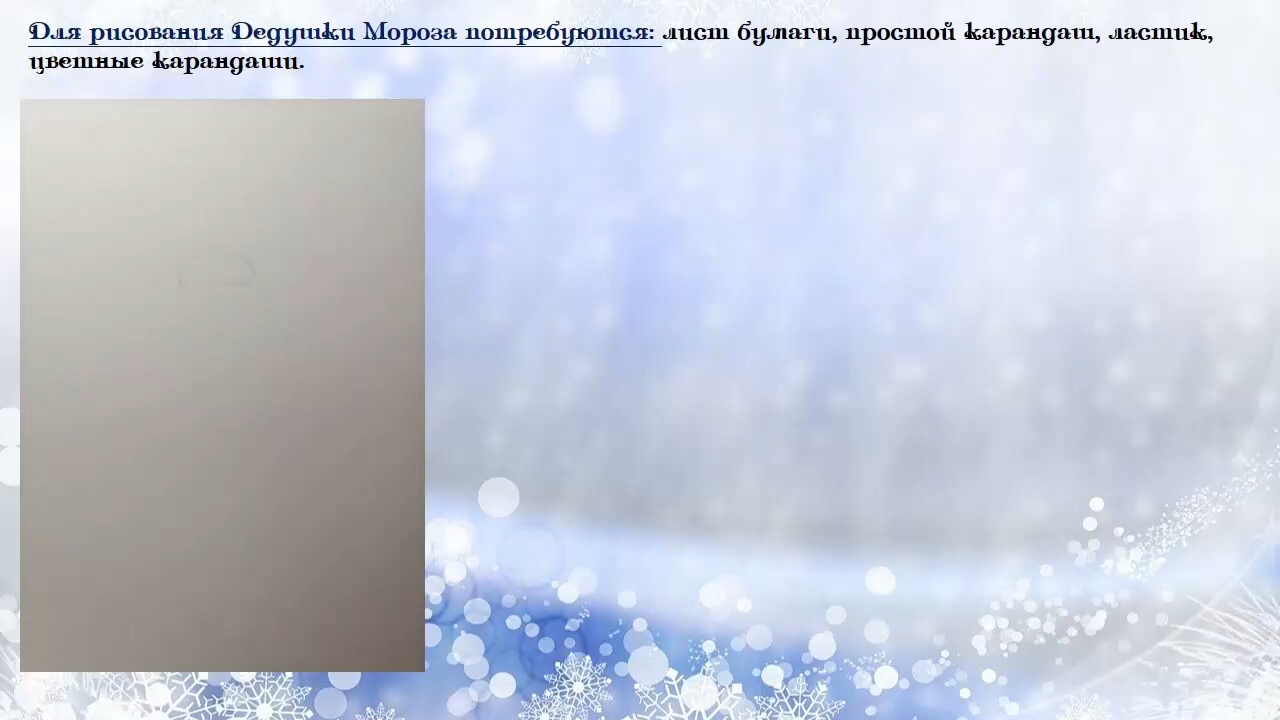 Для рисования Дедушки Мороза потребуются: лист бумаги, простой карандаш, ластик,
цветные карандаши.